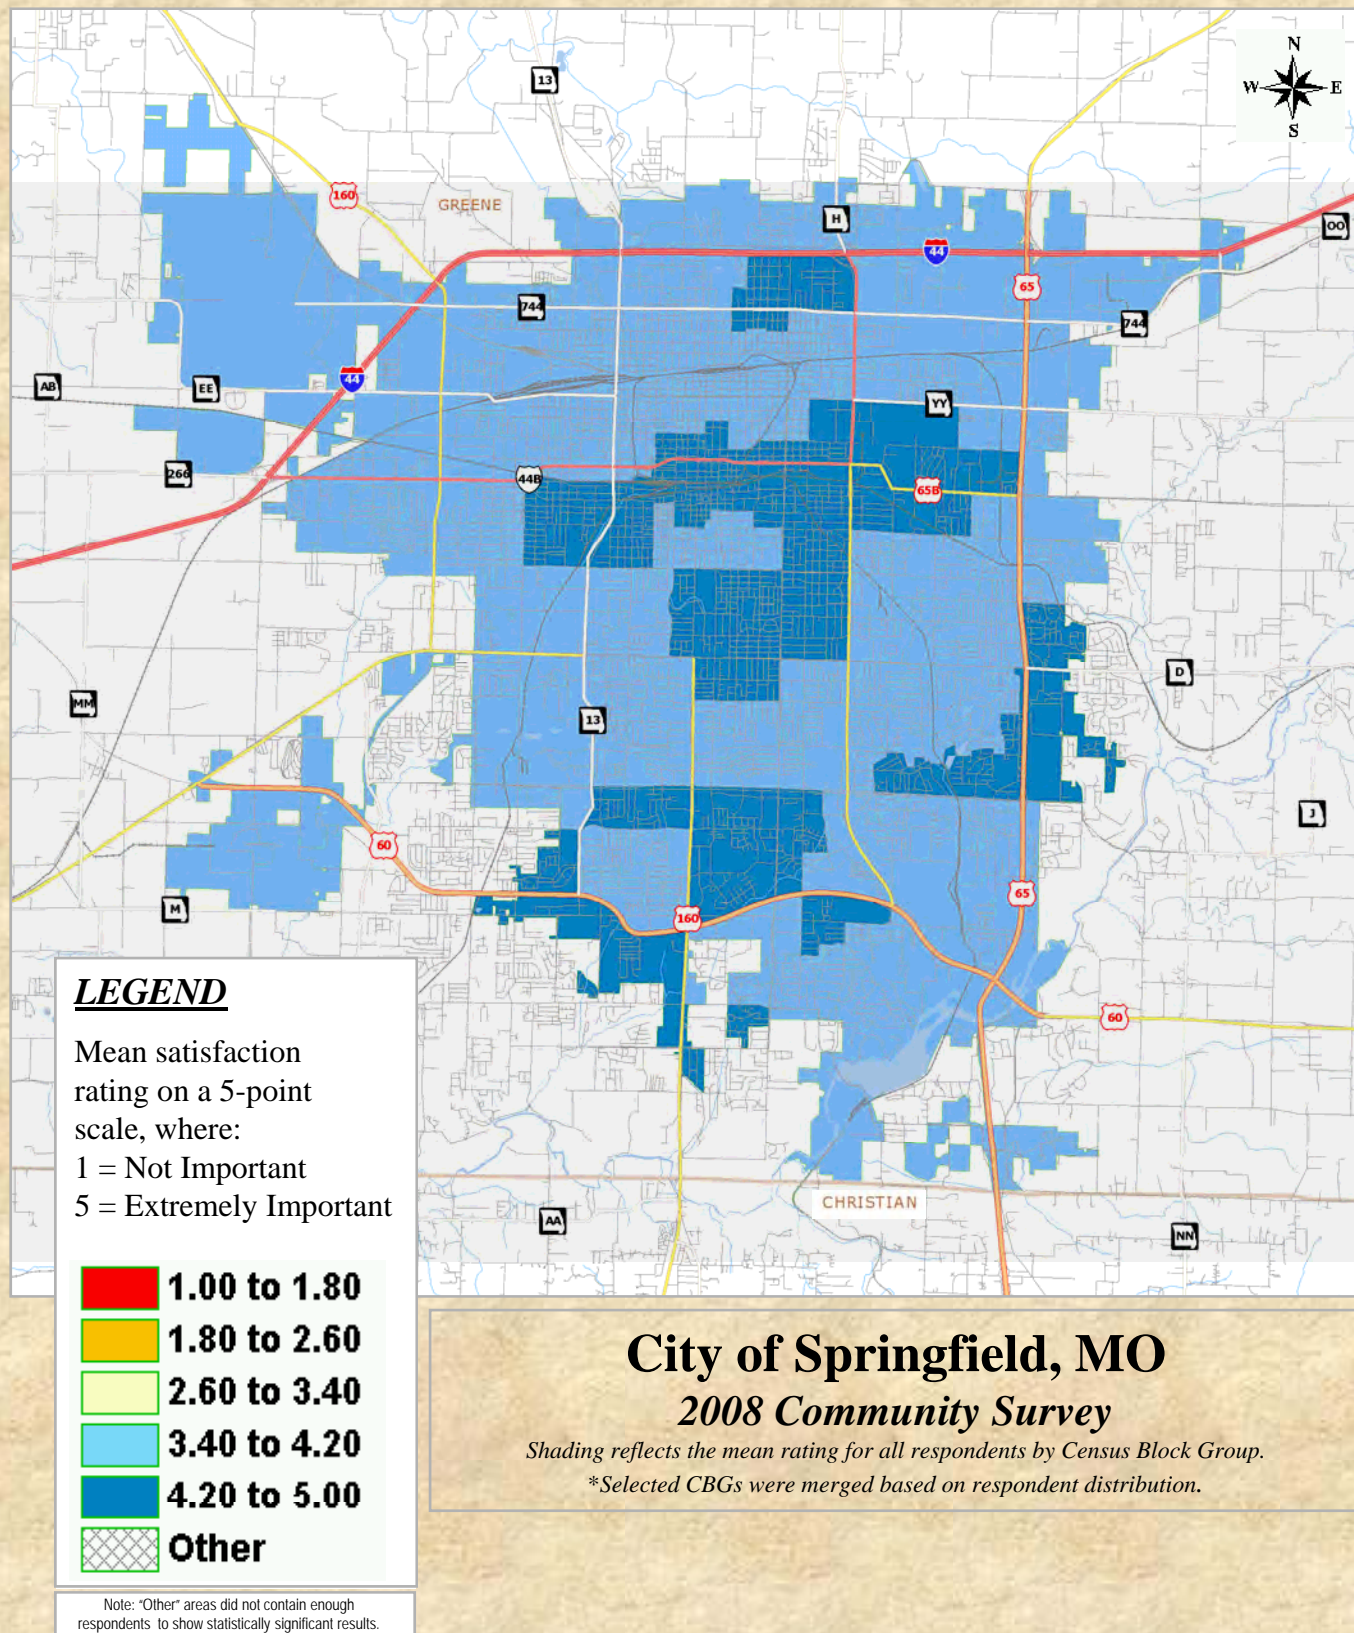 N
W E
S
13
160
GREENE
H
OO
44
65
744
744
44
AB
EE
YY
266
44B
65B
D
MM
13
J
60
65
M
160
60
CHRISTIAN
AA
NN
LEGEND
Mean satisfaction
rating on a 5-point
scale, where:
1 = Not Important
5 = Extremely Important
1.00 to 1.80
1.80 to 2.60
2.60 to 3.40
3.40 to 4.20
4.20 to 5.00
Other
Note: “Other” areas did not contain enough
respondents to show statistically significant results.
City of Springfield, MO
2008 Community Survey
Shading reflects the mean rating for all respondents by Census Block Group.
*Selected CBGs were merged based on respondent distribution.